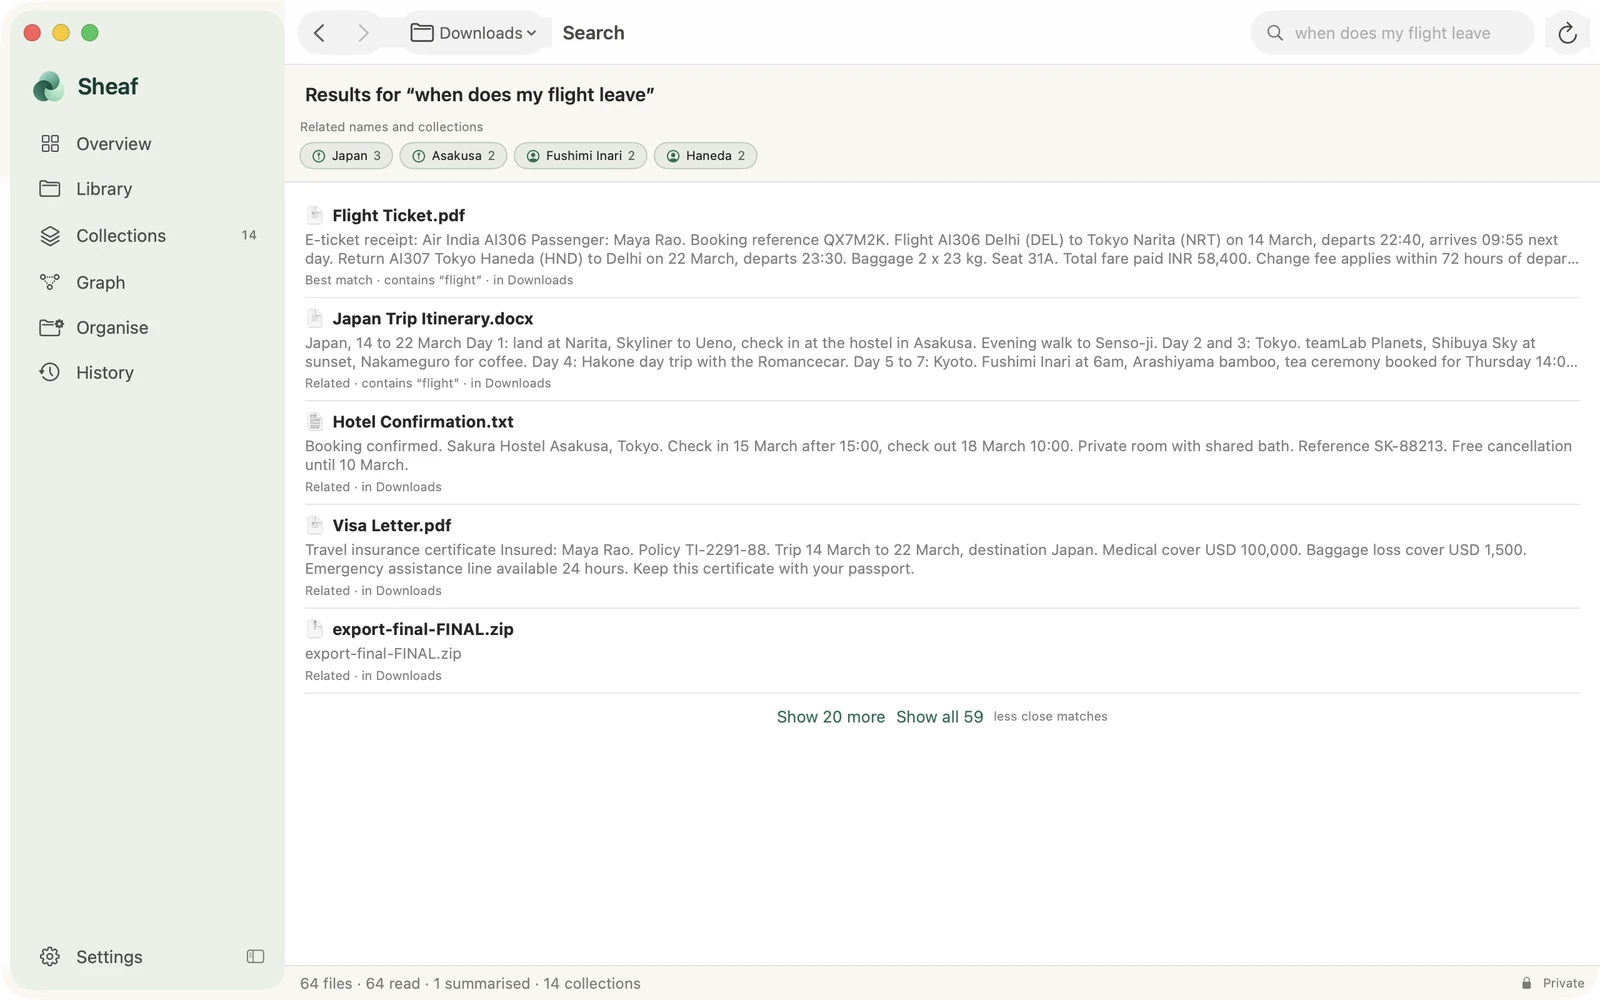 Sheaf
Overview
Library
Collections 14
Graph
Organise
History
Settings
Downloads
Search
when does my flight leave
Results for “when does my flight leave”
Related names and collections
Japan 3
Asakusa 2
Fushimi Inari 2
Haneda 2
Flight Ticket.pdf
E-ticket receipt: Air India AI306 Passenger: Maya Rao. Booking reference QX7M2K. Flight AI306 Delhi (DEL) to Tokyo Narita (NRT) on 14 March, departs 22:40, arrives 09:55 next
day. Return AI307 Tokyo Haneda (HND) to Delhi on 22 March, departs 23:30. Baggage 2 x 23 kg. Seat 31A. Total fare paid INR 58,400. Change fee applies within 72 hours of depar...
Best match · contains “flight” · in Downloads
Japan Trip Itinerary.docx
Japan, 14 to 22 March Day 1: land at Narita, Skyliner to Ueno, check in at the hostel in Asakusa. Evening walk to Senso-ji. Day 2 and 3: Tokyo. teamLab Planets, Shibuya Sky at
sunset, Nakameguro for coffee. Day 4: Hakone day trip with the Romancecar. Day 5 to 7: Kyoto. Fushimi Inari at 6am, Arashiyama bamboo, tea ceremony booked for Thursday 14:0...
Related · contains “flight” · in Downloads
Hotel Confirmation.txt
Booking confirmed. Sakura Hostel Asakusa, Tokyo. Check in 15 March after 15:00, check out 18 March 10:00. Private room with shared bath. Reference SK-88213. Free cancellation
until 10 March.
Related · in Downloads
Visa Letter.pdf
Travel insurance certificate Insured: Maya Rao. Policy TI-2291-88. Trip 14 March to 22 March, destination Japan. Medical cover USD 100,000. Baggage loss cover USD 1,500.
Emergency assistance line available 24 hours. Keep this certificate with your passport.
Related · in Downloads
export-final-FINAL.zip
export-final-FINAL.zip
Related · in Downloads
Show 20 more Show all 59 less close matches
64 files · 64 read · 1 summarised · 14 collections
Private